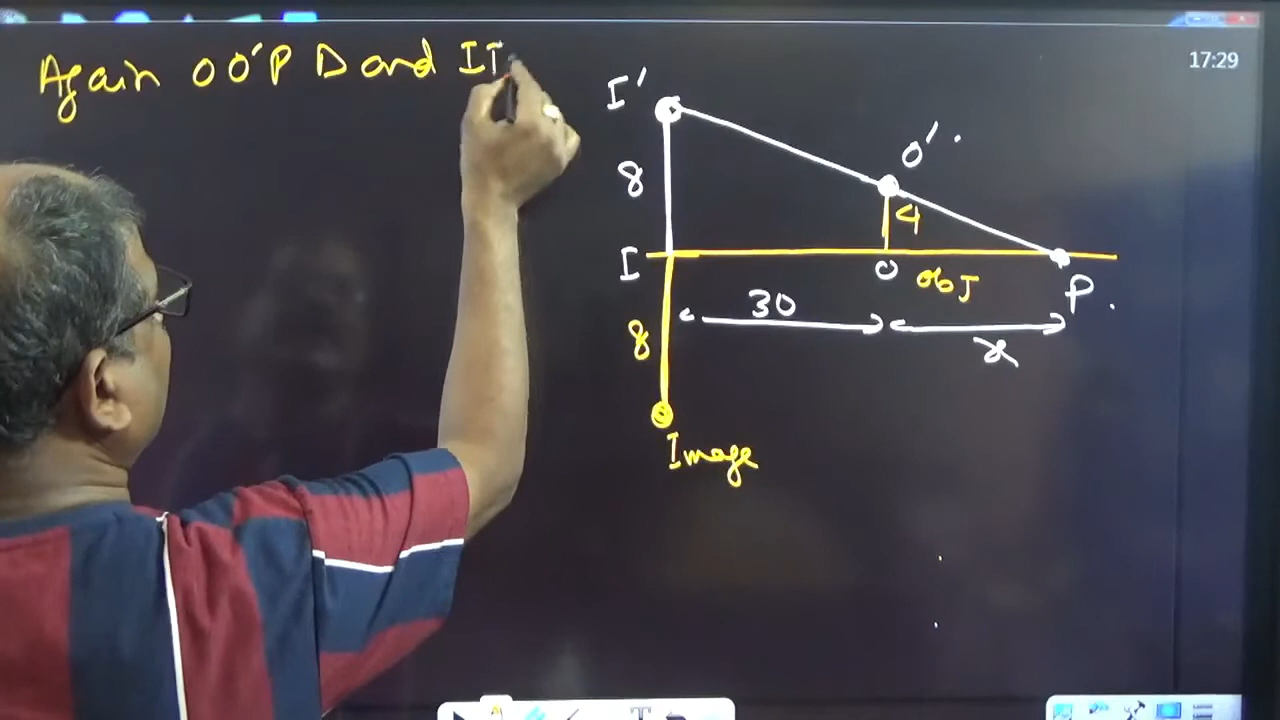 Again OO'P Δ and II
17:29
I'
O'
8
4
I
O
obj
P
30
x
8
Image